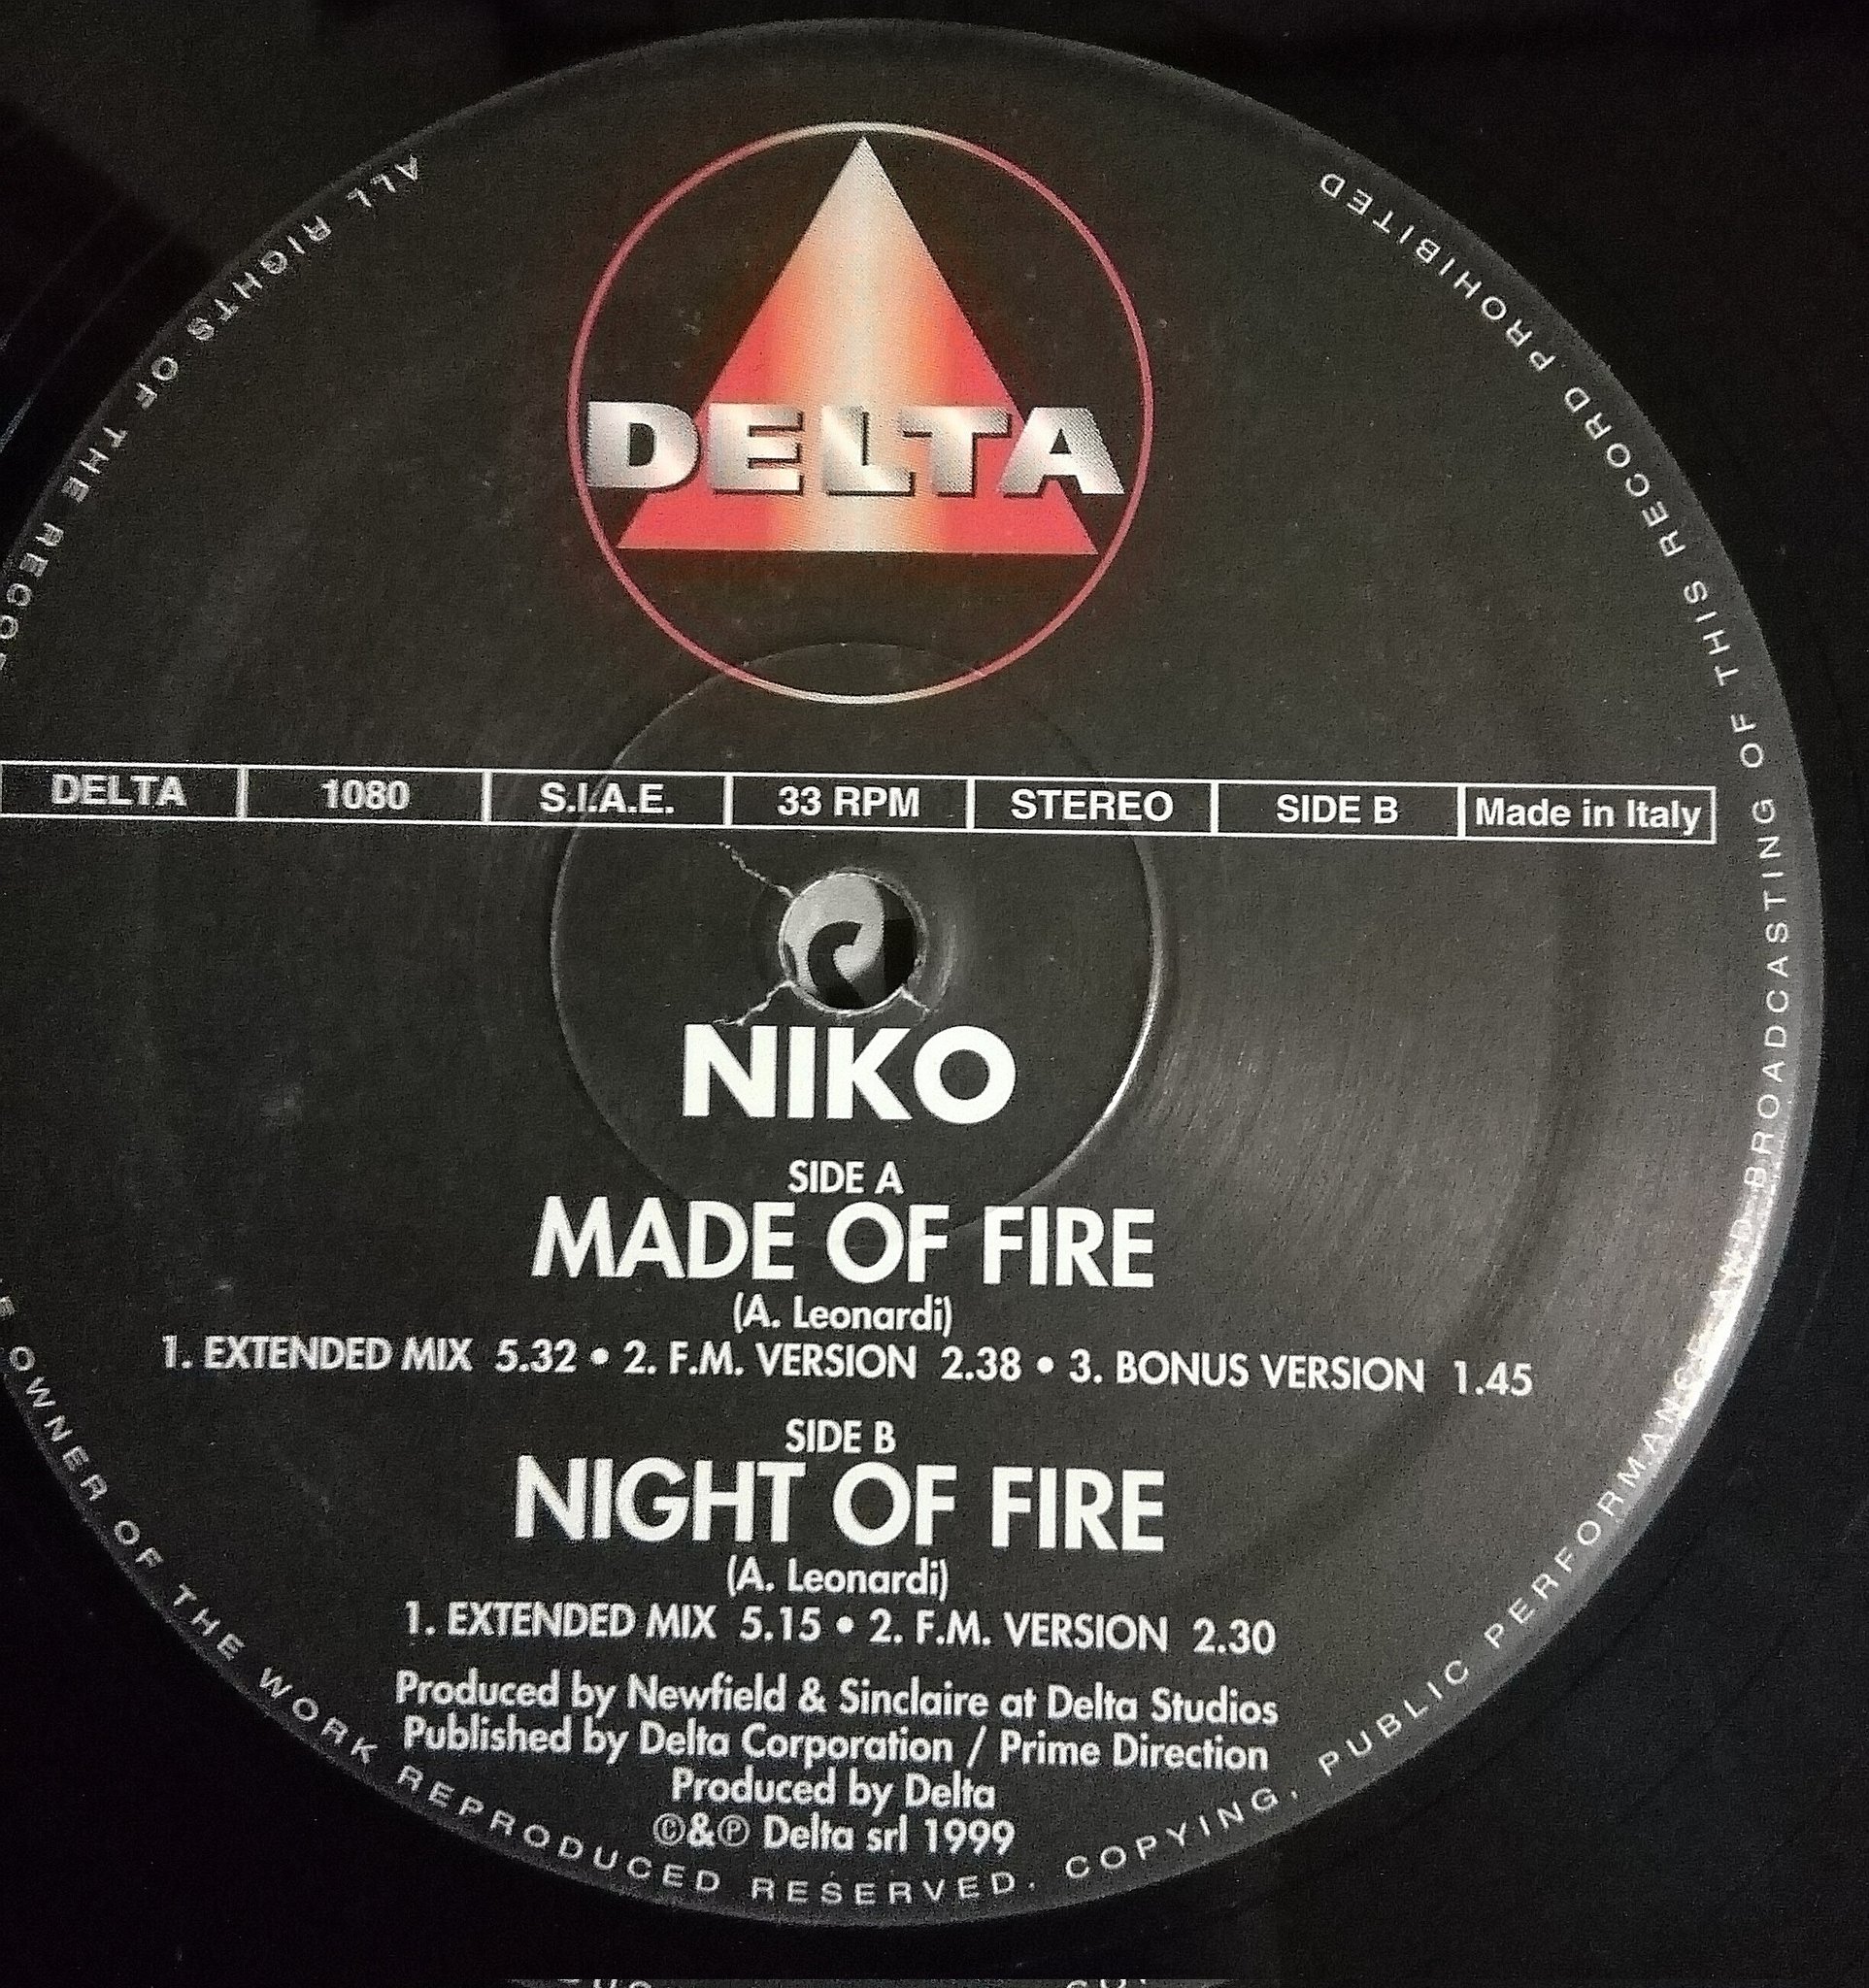 DELTA
DELTA 1080 S.I.A.E. 33 RPM STEREO SIDE B Made in Italy
NIKO
SIDE A
MADE OF FIRE
(A. Leonardi)
1. EXTENDED MIX 5.32 • 2. F.M. VERSION 2.38 • 3. BONUS VERSION 1.45
SIDE B
NIGHT OF FIRE
(A. Leonardi)
1. EXTENDED MIX 5.15 • 2. F.M. VERSION 2.30
Produced by Newfield & Sinclaire at Delta Studios
Published by Delta Corporation / Prime Direction
Produced by Delta
©&℗ Delta srl 1999
ALL RIGHTS OF THE OWNER OF THE WORK REPRODUCED RESERVED. COPYING, PUBLIC PERFORMANCE AND BROADCASTING OF THIS RECORD PROHIBITED